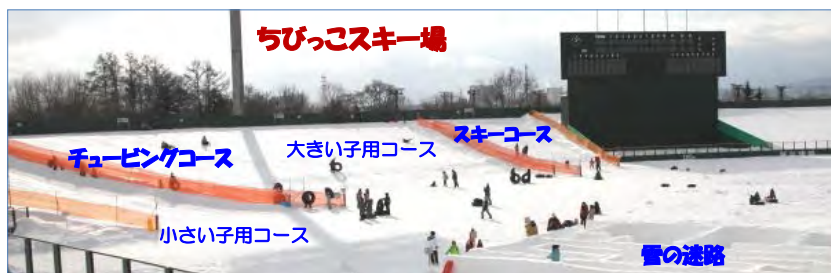 ちびっこスキー場
スキーコース
大きい子用コース
チュービングコース
小さい子用コース
雪の迷路